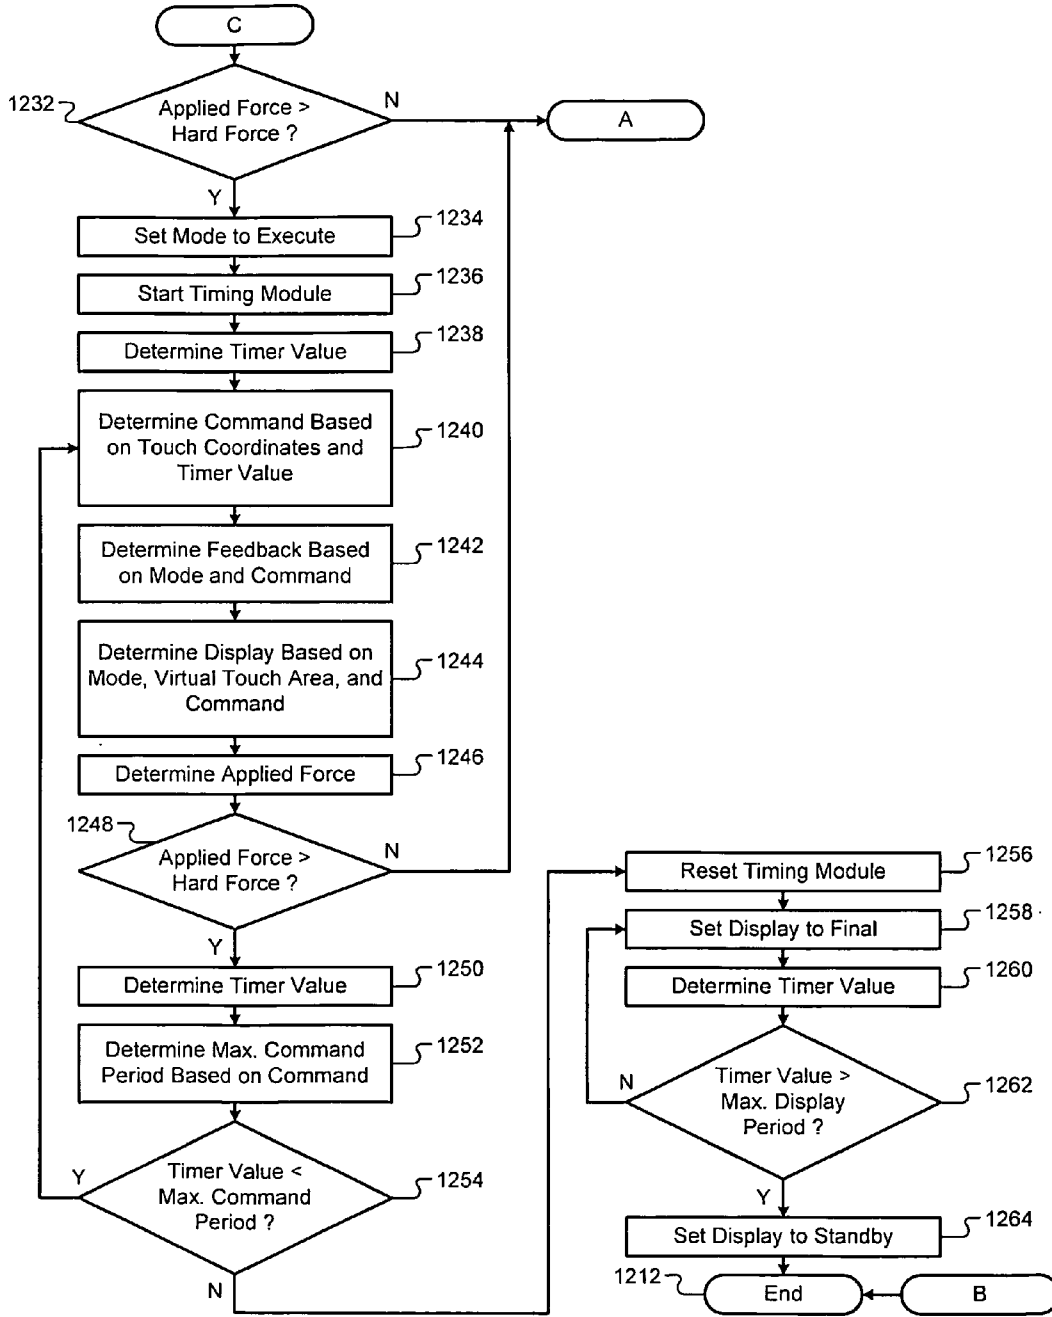 C
1232
Applied Force >
Hard Force ?
N
A
Y
1234
Set Mode to Execute
1236
Start Timing Module
1238
Determine Timer Value
Determine Command Based
on Touch Coordinates and
Timer Value
1240
Determine Feedback Based
on Mode and Command
1242
Determine Display Based on
Mode, Virtual Touch Area, and
Command
1244
1246
Determine Applied Force
1248
Applied Force >
Hard Force ?
N
Y
1250
Determine Timer Value
Determine Max. Command
Period Based on Command
1252
Y
Timer Value <
Max. Command
Period ?
1254
N
1256
Reset Timing Module
1258
Set Display to Final
1260
Determine Timer Value
N
Timer Value >
Max. Display
Period ?
1262
Y
1264
Set Display to Standby
1212
End
B